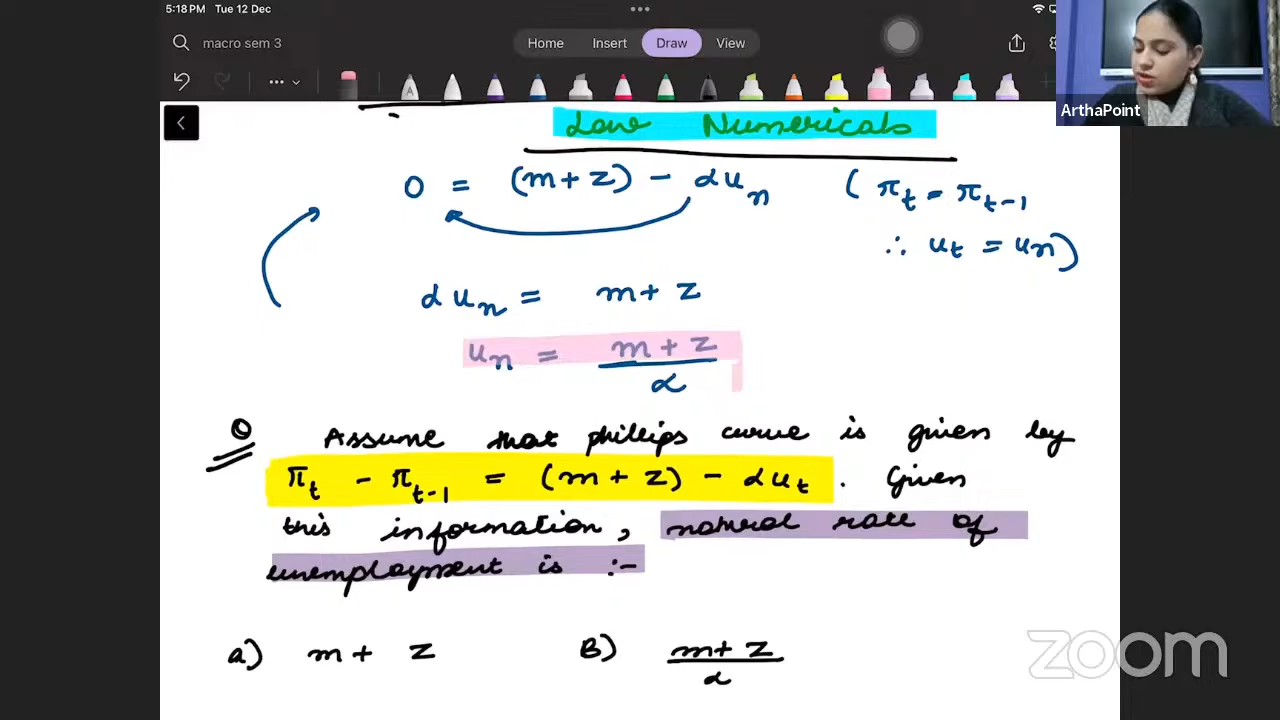 5:18 PM Tue 12 Dec
macro sem 3
Home Insert Draw View
ArthaPoint
Numericals
0 = (m+z) - αu_n (π_t = π_t-1
∴ u_t = u_n)
αu_n = m+z
u_n = m+z/α
Q Assume that phillips curve is given by
π_t - π_t-1 = (m+z) - αu_t. Given
this information, natural rate of
unemployment is :-
a) m+z B) m+z/α
zoom